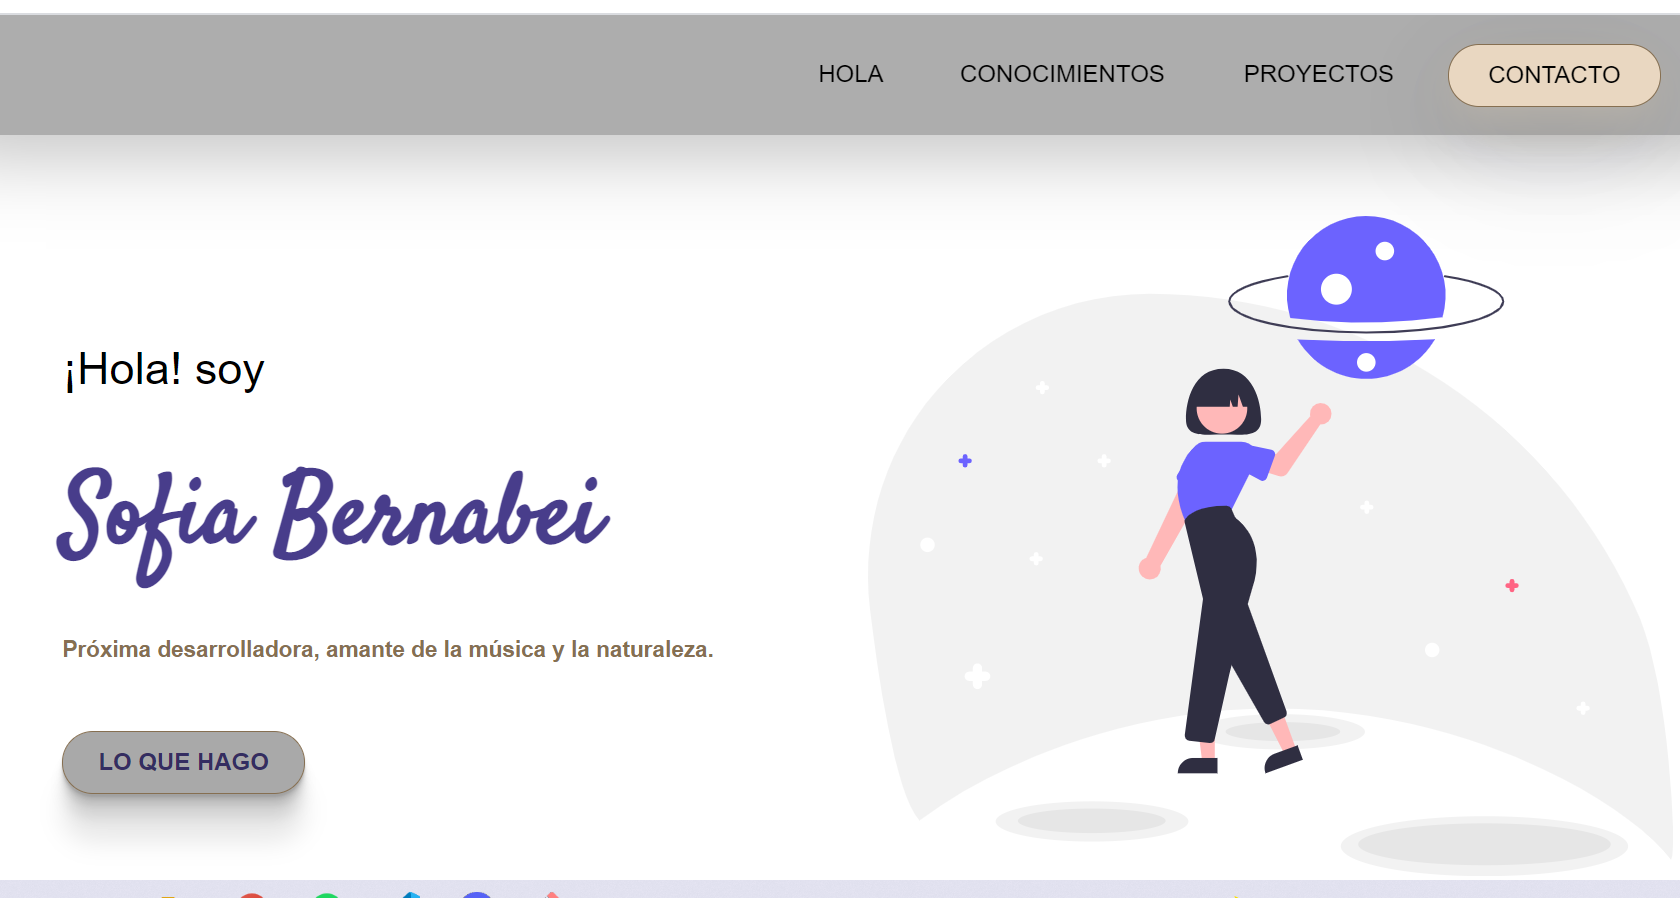 HOLA CONOCIMIENTOS PROYECTOS CONTACTO
¡Hola! soy
Sofia Bernabei
Próxima desarrolladora, amante de la música y la naturaleza.
LO QUE HAGO